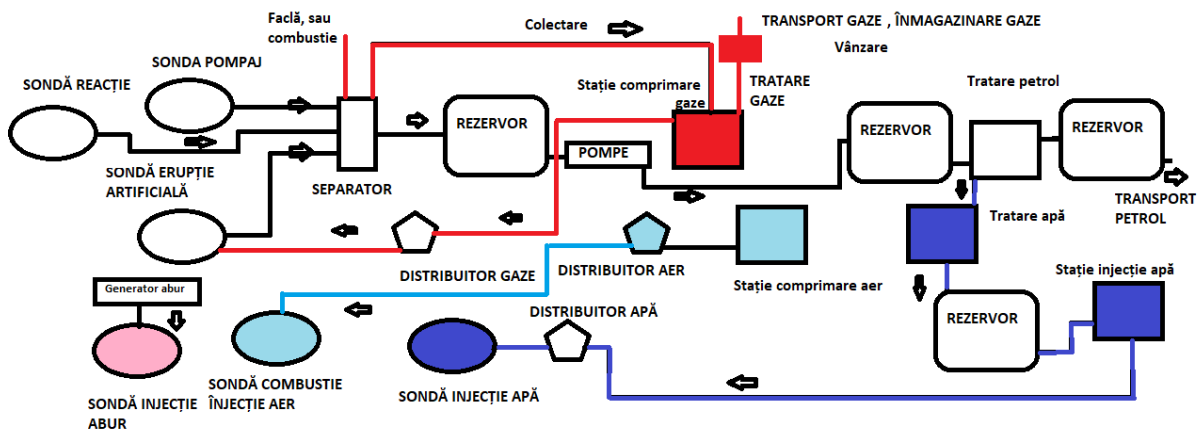 Faclă, sau
combustie
Colectare
TRANSPORT GAZE , ÎNMAGAZINARE GAZE
Vânzare
SONDA POMPAJ
SONDĂ REACȚIE
Stație comprimare
gaze
TRATARE
GAZE
Tratare petrol
REZERVOR
REZERVOR
REZERVOR
POMPE
SONDĂ ERUPȚIE
ARTIFICIALĂ
SEPARATOR
TRANSPORT
PETROL
Tratare apă
DISTRIBUITOR GAZE
DISTRIBUITOR AER
Stație comprimare aer
Stație injecție apă
Generator abur
DISTRIBUITOR APĂ
REZERVOR
SONDĂ INJECȚIE
ABUR
SONDĂ COMBUSTIE
ÎNJECȚIE AER
SONDĂ INJECȚIE APĂ